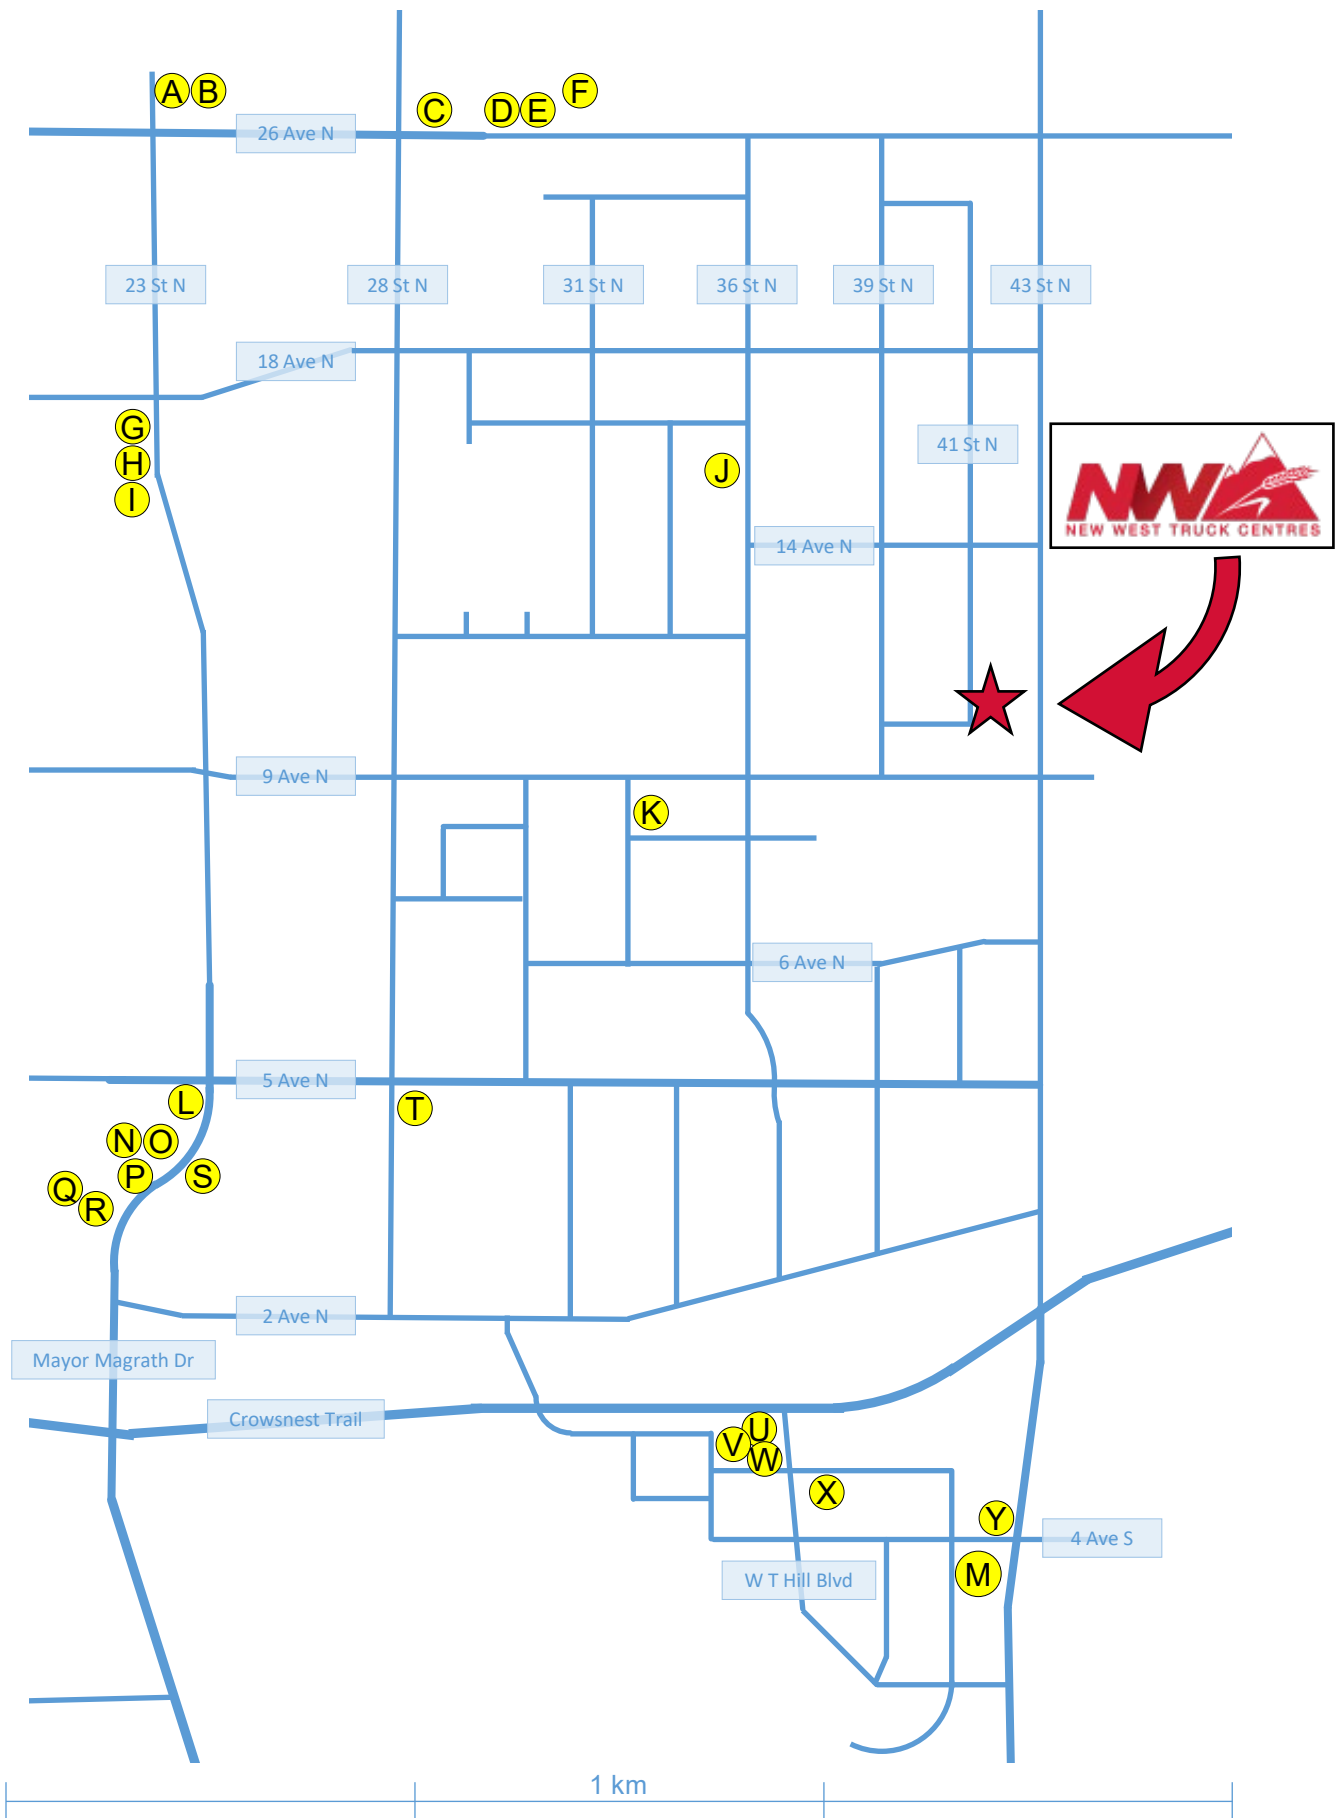 A B
C D E F
26 Ave N
23 St N 28 St N 31 St N 36 St N 39 St N 43 St N
18 Ave N
G
H
I
J
41 St N
NW
NEW WEST TRUCK CENTRES
14 Ave N
9 Ave N
K
6 Ave N
5 Ave N
L
T
N O
P S
Q
R
2 Ave N
Mayor Magrath Dr
Crowsnest Trail
U
V
W
X
Y
4 Ave S
M
W T Hill Blvd
1 km